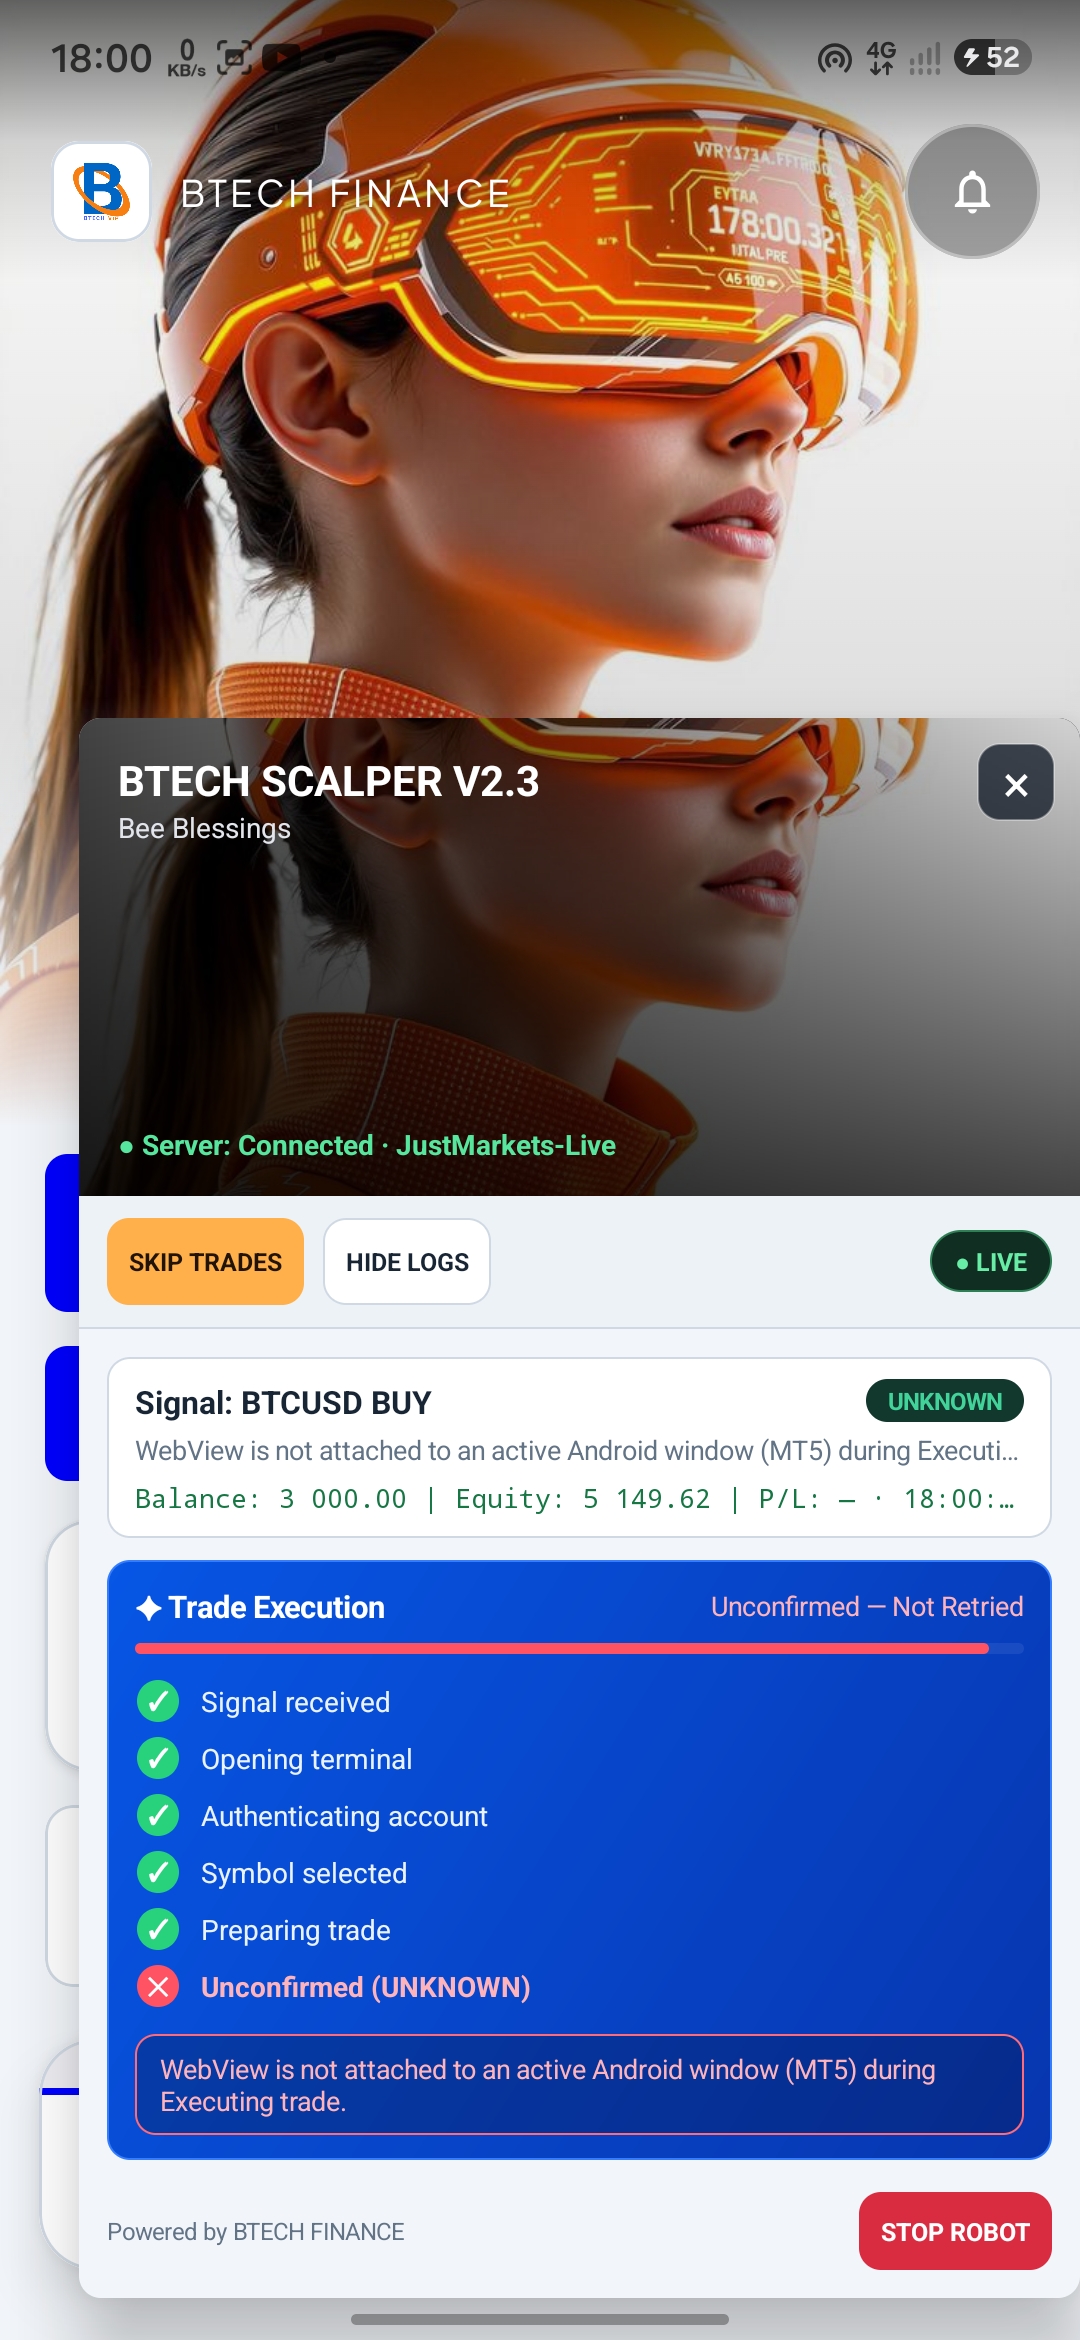 18:00 0 KB/s 4G 52
BTECH FINANCE
BTECH SCALPER V2.3
Bee Blessings
● Server: Connected · JustMarkets-Live
SKIP TRADES
HIDE LOGS
● LIVE
Signal: BTCUSD BUY
UNKNOWN
WebView is not attached to an active Android window (MT5) during Executi...
Balance: 3 000.00 | Equity: 5 149.62 | P/L: — · 18:00:…
✦ Trade Execution
Unconfirmed — Not Retried
Signal received
Opening terminal
Authenticating account
Symbol selected
Preparing trade
Unconfirmed (UNKNOWN)
WebView is not attached to an active Android window (MT5) during
Executing trade.
Powered by BTECH FINANCE
STOP ROBOT